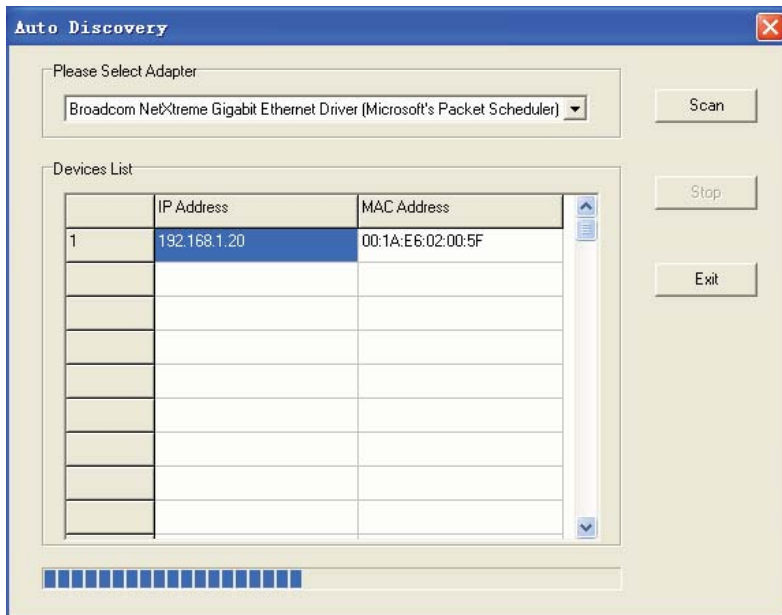 Auto Discovery
Please Select Adapter
Broadcom NetXtreme Gigabit Ethernet Driver (Microsoft's Packet Scheduler)
Scan
Devices List
Stop
IP Address MAC Address
1 192.168.1.20 00:1A:E6:02:00:5F
Exit